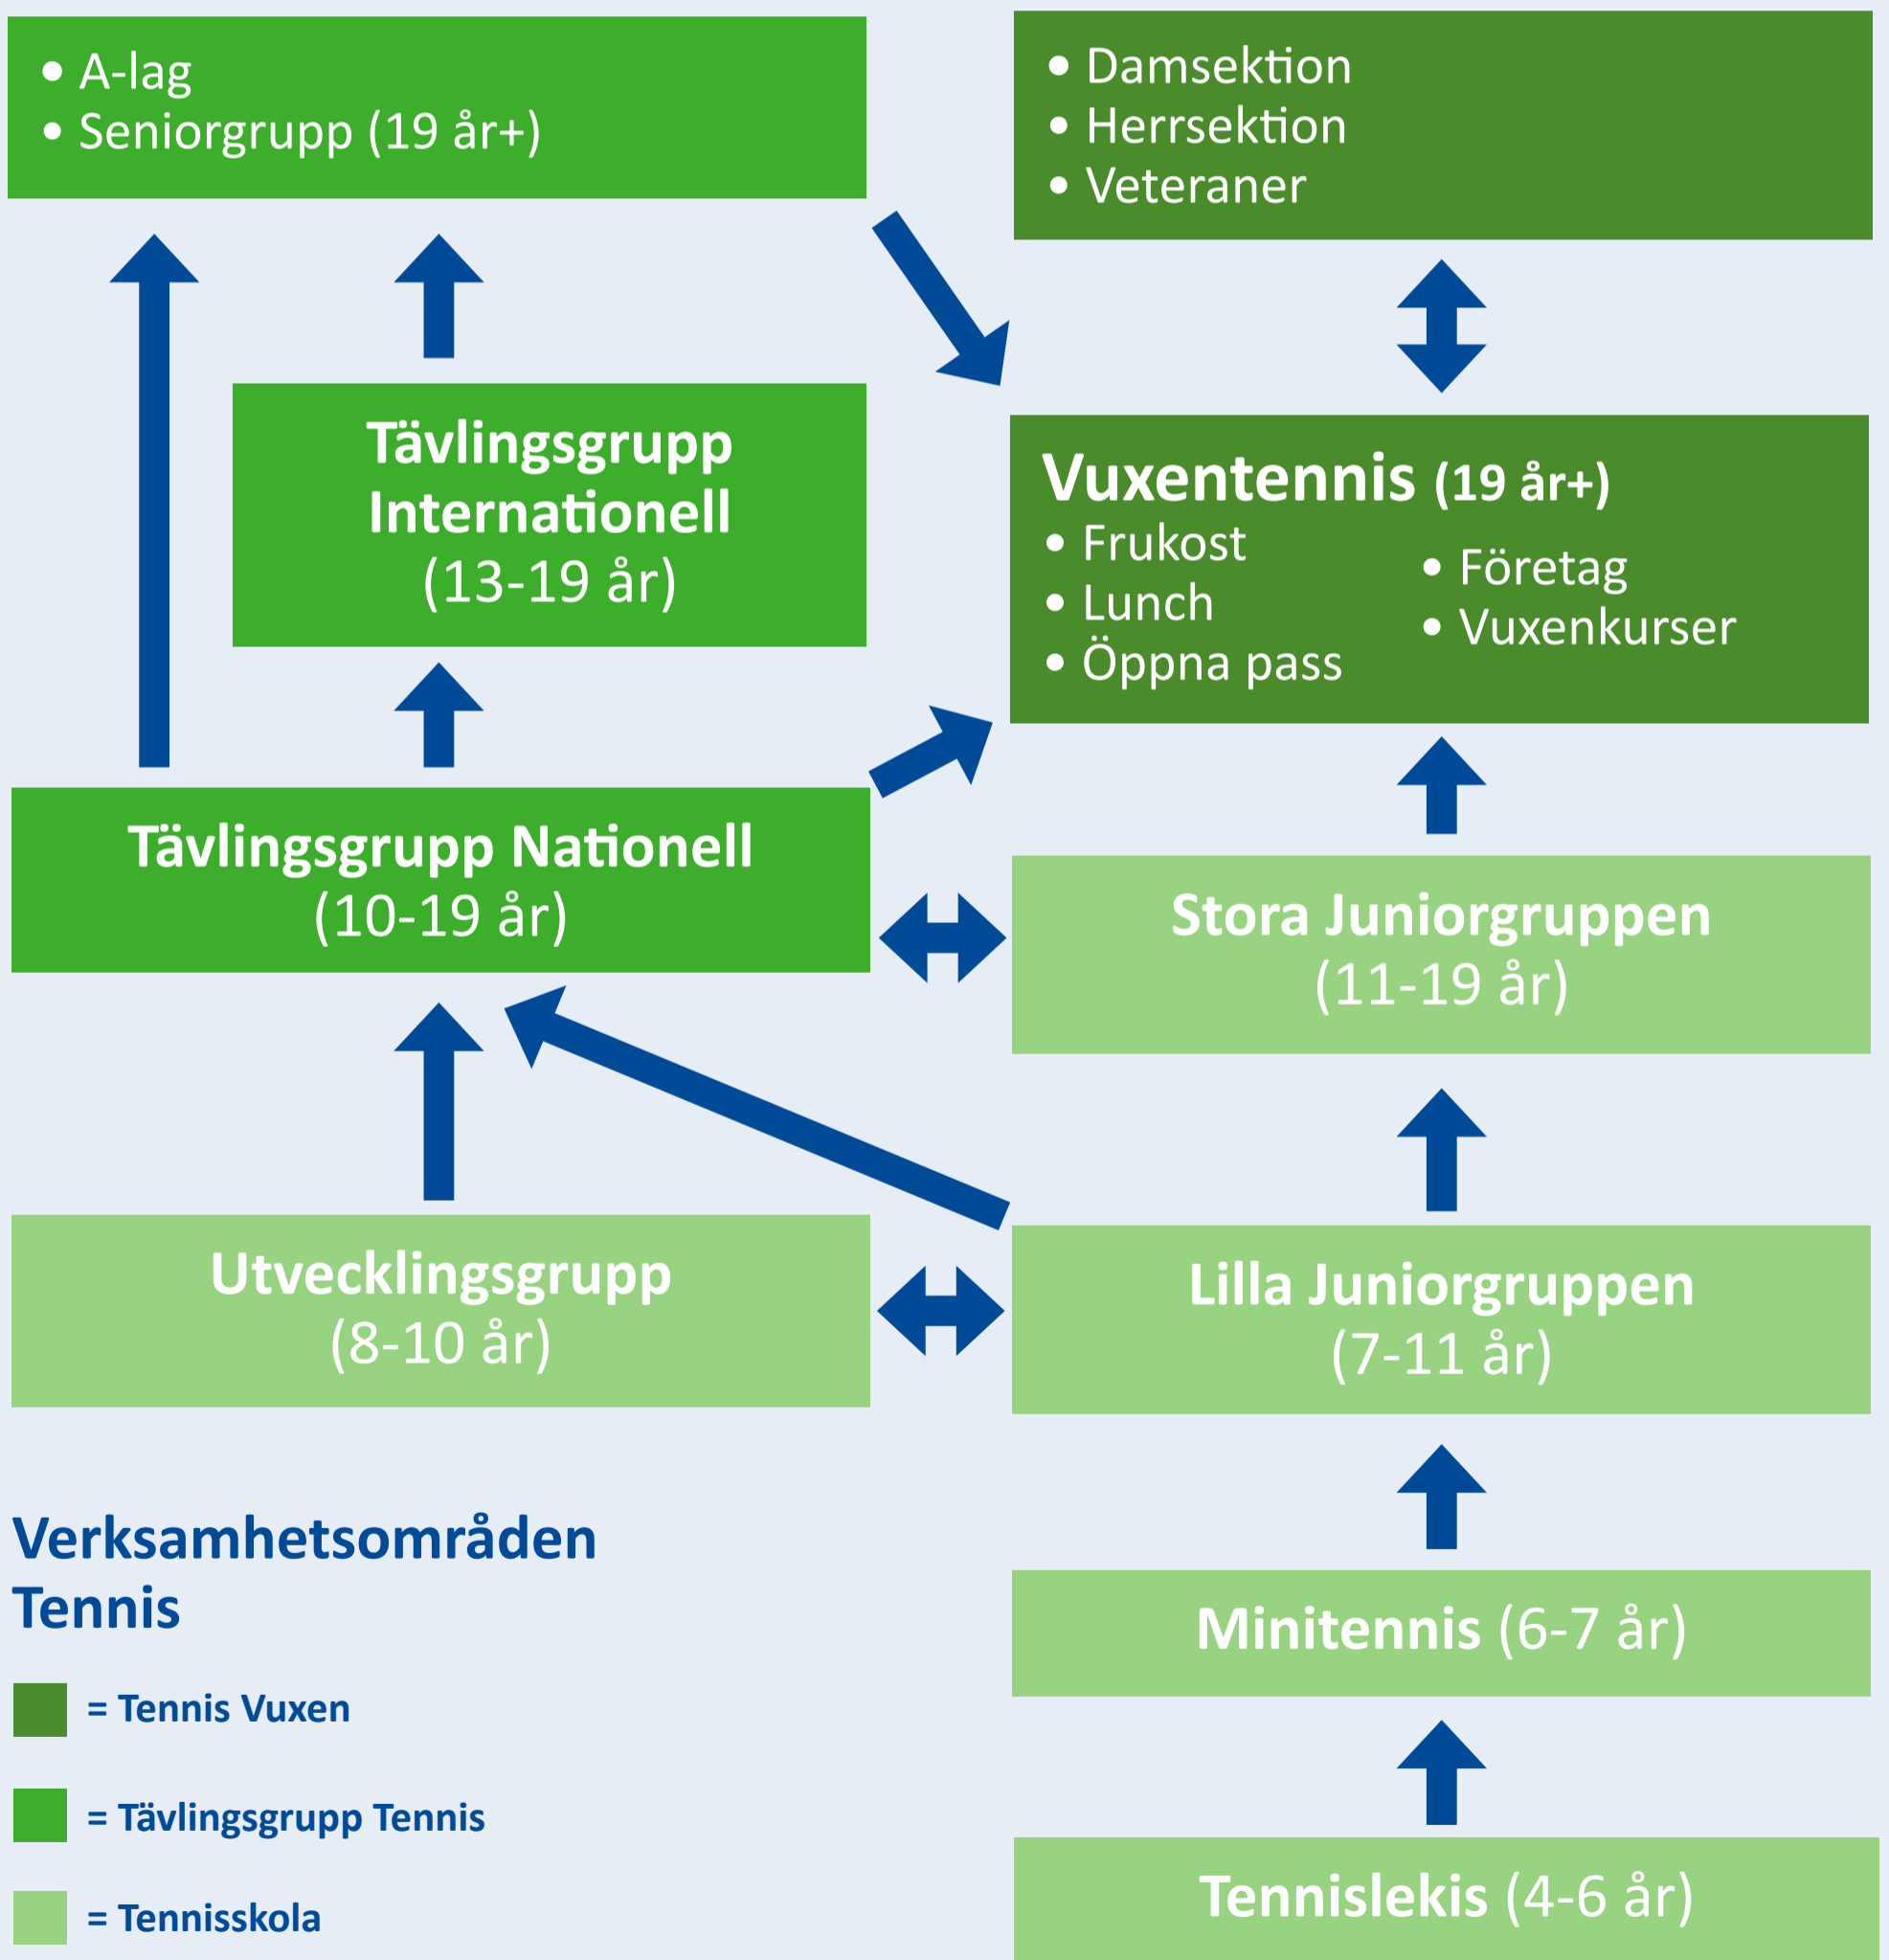 • A-lag
• Seniorgrupp (19 år+)
• Damsektion
• Herrsektion
• Veteraner
Tävlingsgrupp
Internationell
(13-19 år)
Vuxentennis (19 år+)
• Frukost
• Lunch
• Öppna pass
• Företag
• Vuxenkurser
Tävlingsgrupp Nationell
(10-19 år)
Stora Juniorgruppen
(11-19 år)
Utvecklingsgrupp
(8-10 år)
Lilla Juniorgruppen
(7-11 år)
Minitennis (6-7 år)
Tennislekis (4-6 år)
Verksamhetsområden
Tennis
= Tennis Vuxen
= Tävlingsgrupp Tennis
= Tennisskola